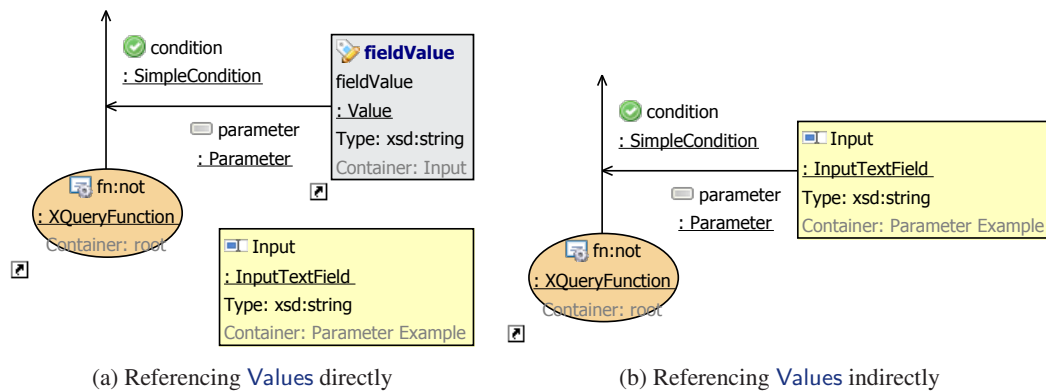 condition
: SimpleCondition
fieldValue
fieldValue
: Value
Type: xsd:string
Container: Input
parameter
: Parameter
fn:not
: XQueryFunction
Container: root
Input
: InputTextField
Type: xsd:string
Container: Parameter Example
(a) Referencing Values directly
condition
: SimpleCondition
Input
: InputTextField
Type: xsd:string
Container: Parameter Example
parameter
: Parameter
fn:not
: XQueryFunction
Container: root
(b) Referencing Values indirectly